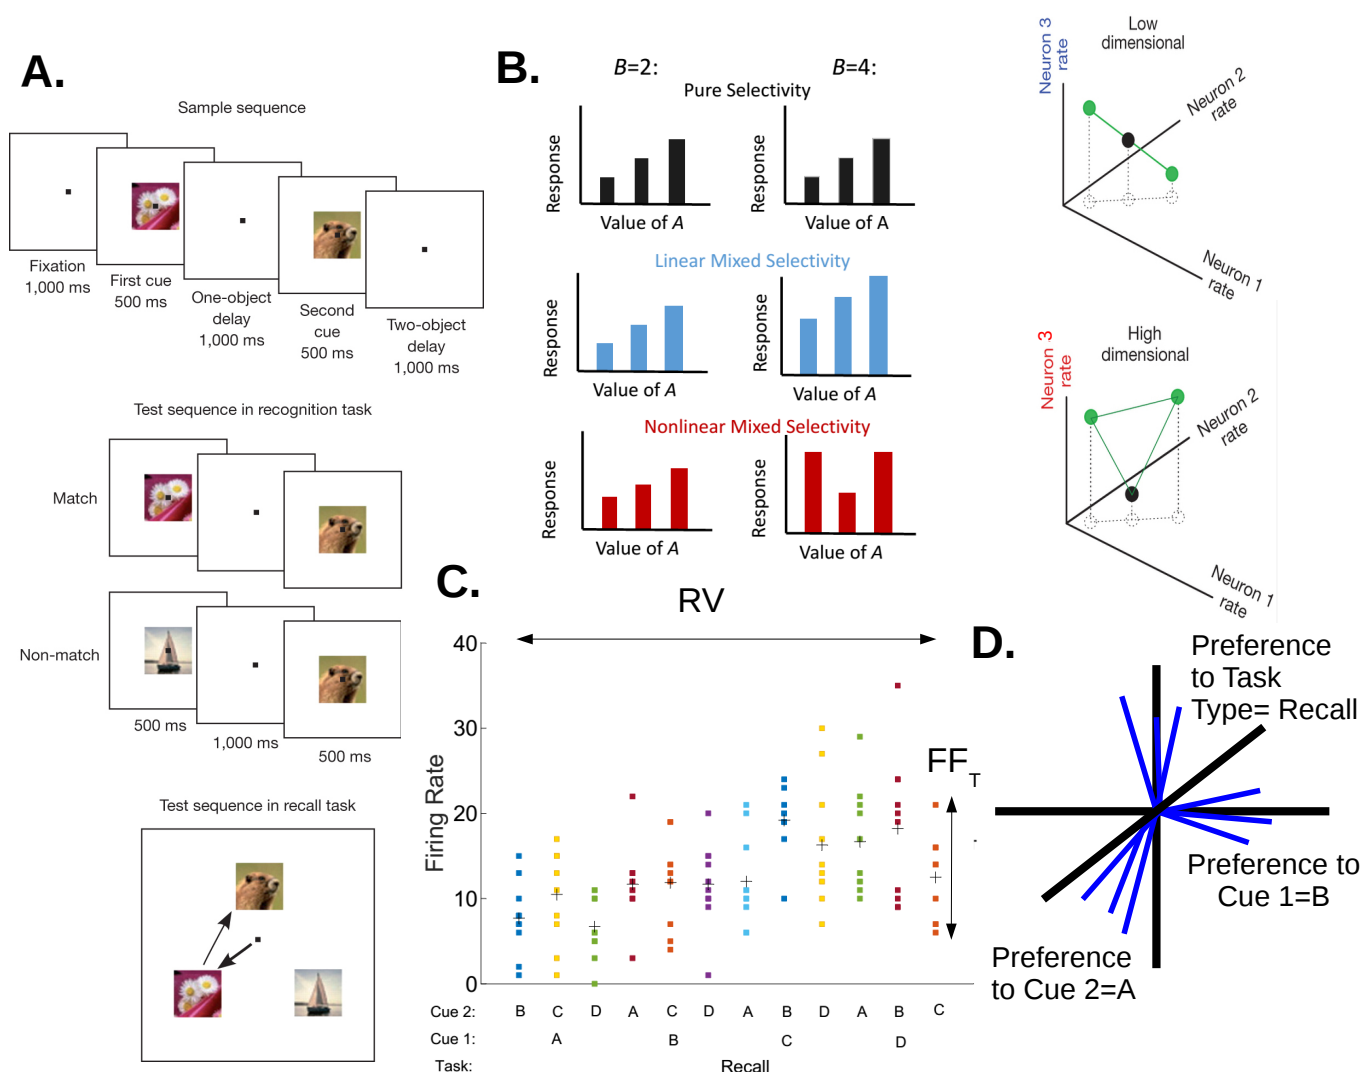 A.
Sample sequence
Fixation
1,000 ms
First cue
500 ms
One-object
delay
1,000 ms
Second
cue
500 ms
Two-object
delay
1,000 ms
Test sequence in recognition task
Match
Non-match
500 ms
1,000 ms
500 ms
Test sequence in recall task
B.
B=2:
B=4:
Pure Selectivity
Response
Value of A
Response
Value of A
Linear Mixed Selectivity
Response
Value of A
Response
Value of A
Nonlinear Mixed Selectivity
Response
Value of A
Response
Value of A
Low
dimensional
Neuron 3
rate
Neuron 2
rate
Neuron 1
rate
High
dimensional
Neuron 3
rate
Neuron 2
rate
Neuron 1
rate
C.
RV
Firing Rate
40
30
20
10
0
FF T
Cue 2: B C D A C D A B D A B C
Cue 1: A B C D
Task: Recall
D.
Preference
to Task
Type= Recall
Preference to
Cue 1=B
Preference
to Cue 2=A